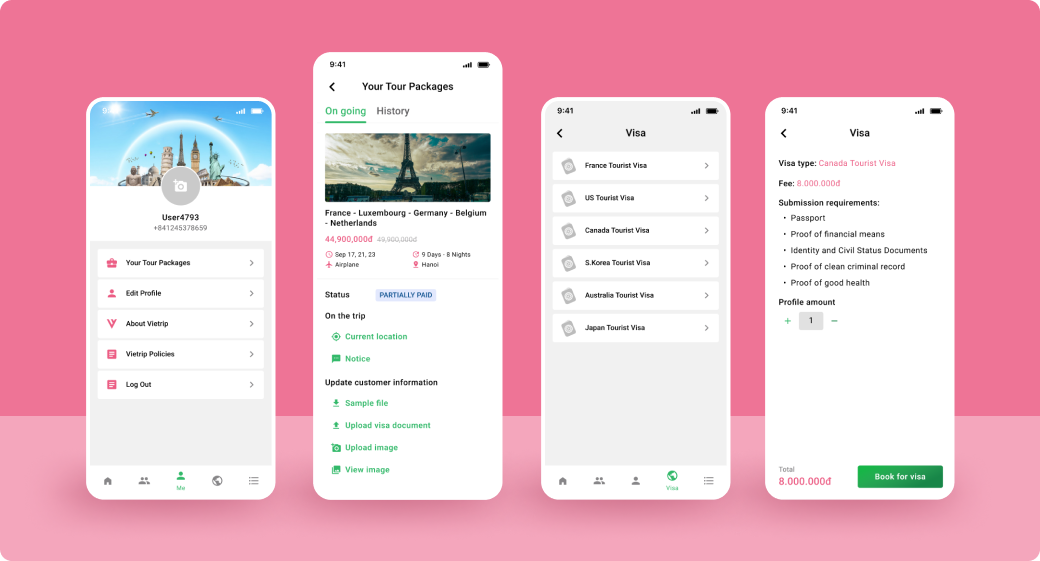 9:41
User4793
+841245378659
Your Tour Packages
Edit Profile
About Vietrip
Vietrip Policies
Log Out
Me
9:41
Your Tour Packages
On going
History
France - Luxembourg - Germany - Belgium
- Netherlands
44,900,000đ 49,900,000đ
Sep 17, 21, 23
9 Days - 8 Nights
Airplane
Hanoi
Status
PARTIALLY PAID
On the trip
Current location
Notice
Update customer information
Sample file
Upload visa document
Upload image
View image
9:41
Visa
France Tourist Visa
US Tourist Visa
Canada Tourist Visa
S.Korea Tourist Visa
Australia Tourist Visa
Japan Tourist Visa
Visa
9:41
Visa
Visa type: Canada Tourist Visa
Fee: 8.000.000đ
Submission requirements:
• Passport
• Proof of financial means
• Identity and Civil Status Documents
• Proof of clean criminal record
• Proof of good health
Profile amount
+ 1 −
Total
8.000.000đ
Book for visa